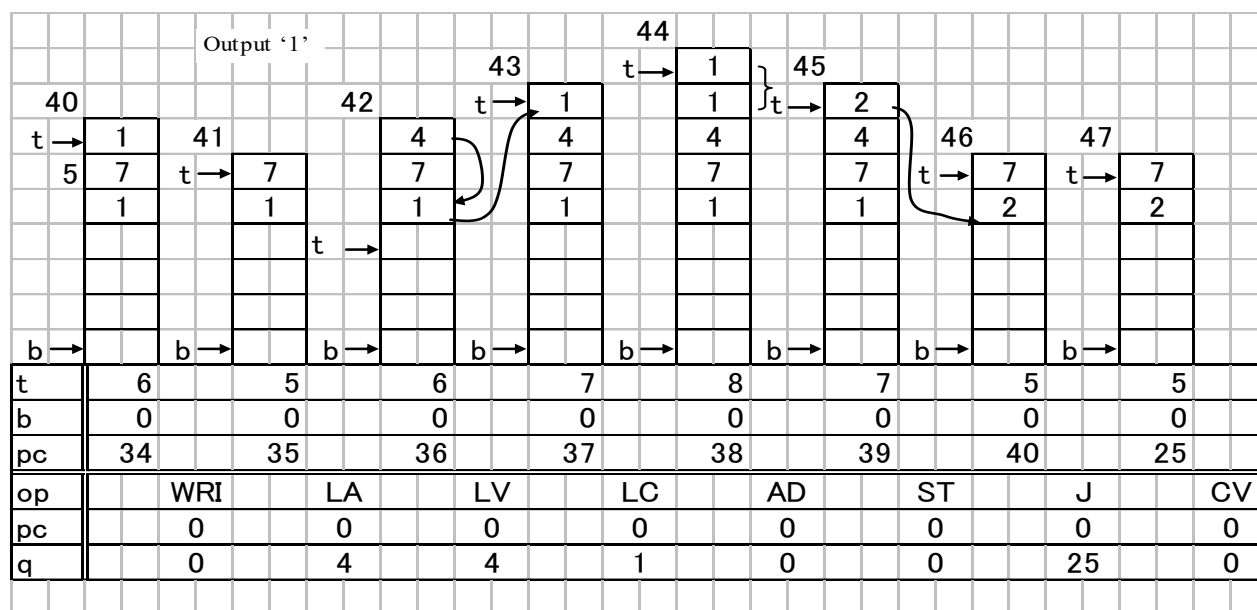 44
Output ‘1’
43 t 1
40 42 t 1 1 t 45 2
t 1 41 4 4 4 4 46 47
5 7 t 7 7 7 7 7 t 7 t 7
1 1 1 1 1 1 2 2
t
b b b b b b b b
t 6 5 6 7 8 7 5 5
b 0 0 0 0 0 0 0 0
pc 34 35 36 37 38 39 40 25
op WRI LA LV LC AD ST J CV
pc 0 0 0 0 0 0 0 0
q 0 4 4 1 0 0 25 0